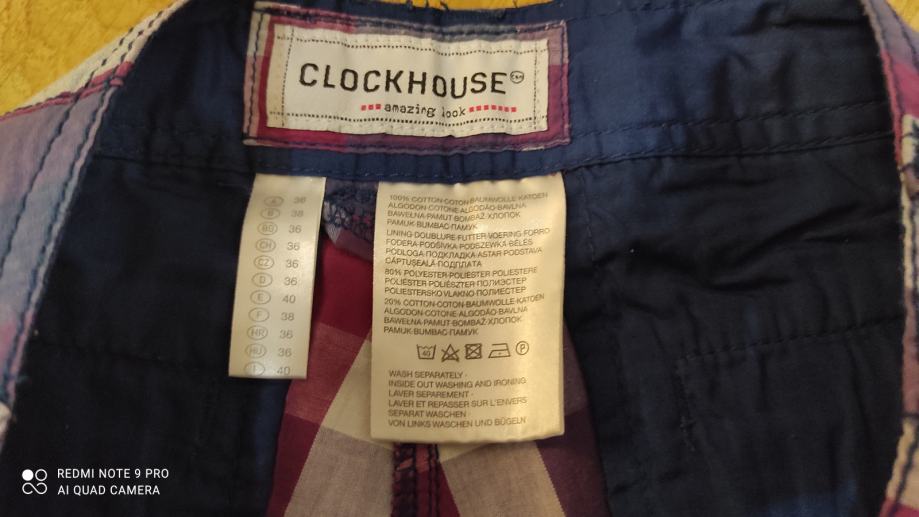 CLOCKHOUSE
amazing look
A 36
B 38
BG 36
CH 36
CZ 36
D 36
E 40
F 38
HR 36
HU 36
I 40
100% COTTON·COTON·BAUMWOLLE·KATOEN
ALGODON·COTONE·ALGODÃO·BAVLNA
BAWEŁNA·PAMUT·BOMBAŽ·ХЛОПОК
PAMUK·BUMBAC·ПАМУК
LINING·DOUBLURE·FUTTER·VOERING·FORRO
FODERA·PODŠÍVKA·PODSZEWKA·BÉLÉS
PODLOGA·ПОДКЛАДКА·ASTAR·PODSTAVA
CĂPTUŞEALĂ·ПОДПЛАТА
80% POLYESTER·POLIÉSTER·POLIESTERE
POLIÉSTER·POLIÉSZTER·ПОЛИЭСТЕР
POLIESTERSKO VLAKNO·ПОЛИЕСТЕР
20% COTTON·COTON·BAUMWOLLE·KATOEN
ALGODON·COTONE·ALGODÃO·BAVLNA
BAWEŁNA·PAMUT·BOMBAŽ·ХЛОПОК
PAMUK·BUMBAC·ПАМУК
40 P
WASH SEPARATELY·
INSIDE OUT WASHING AND IRONING
LAVER SEPAREMENT·
LAVER ET REPASSER SUR L'ENVERS
SEPARAT WASCHEN·
VON LINKS WASCHEN UND BÜGELN
REDMI NOTE 9 PRO
AI QUAD CAMERA